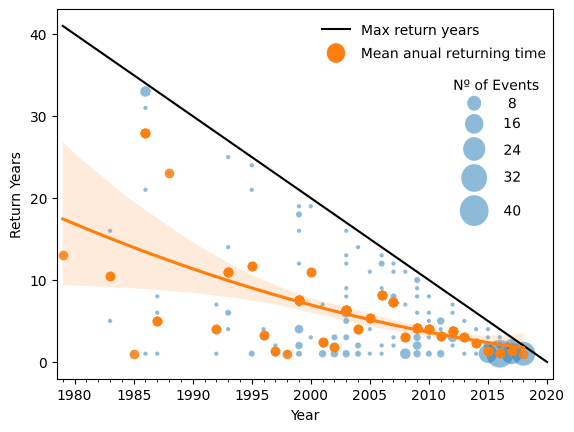 Max return years
Mean anual returning time
Nº of Events
8
16
24
32
40
Return Years
40
30
20
10
0
1980 1985 1990 1995 2000 2005 2010 2015 2020
Year